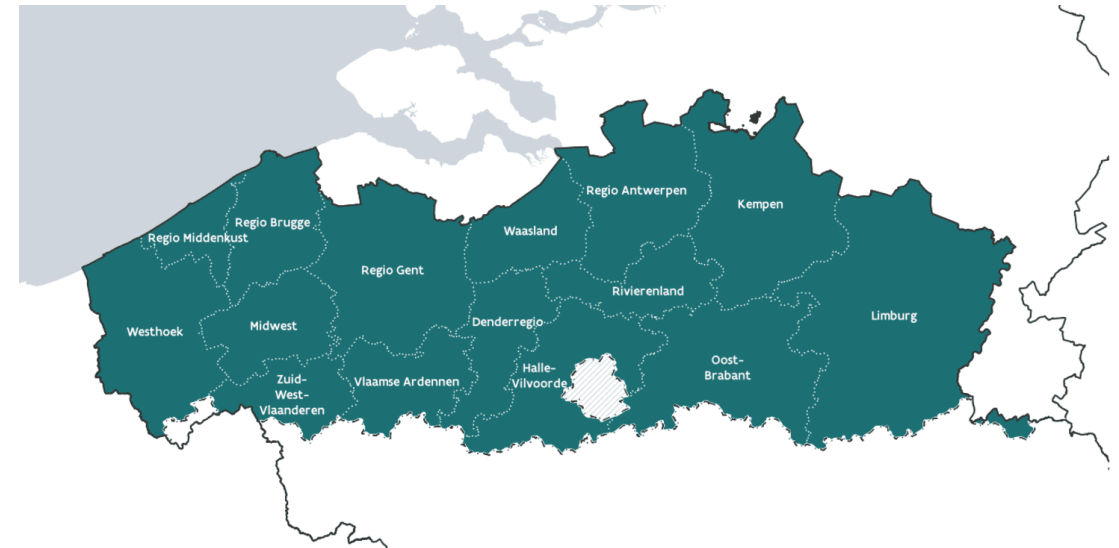 Regio Antwerpen
Kempen
Regio Brugge
Waasland
Regio Middenkust
Regio Gent
Rivierenland
Limburg
Denderregio
Midwest
Westhoek
Oost-
Brabant
Halle-
Vilvoorde
Vlaamse Ardennen
Zuid-
West-
Vlaanderen